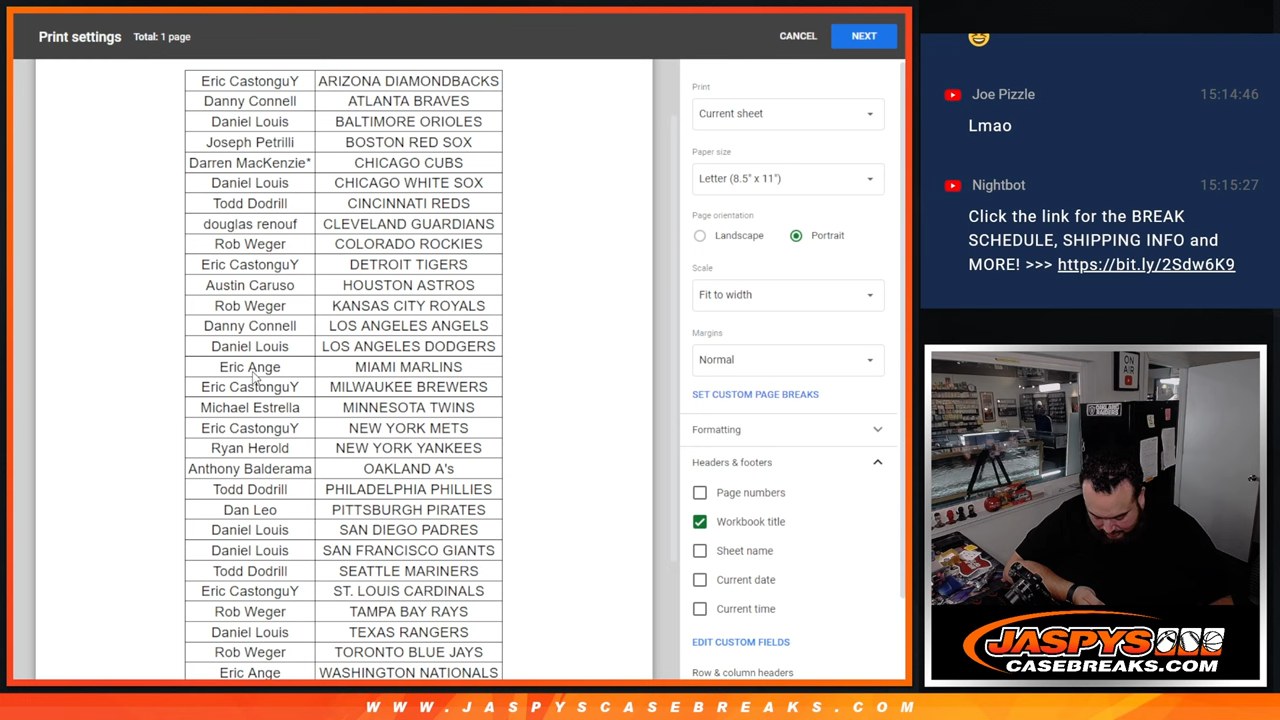 Print settings Total: 1 page CANCEL NEXT
Eric CastonguY ARIZONA DIAMONDBACKS
Danny Connell ATLANTA BRAVES
Daniel Louis BALTIMORE ORIOLES
Joseph Petrilli BOSTON RED SOX
Darren MacKenzie* CHICAGO CUBS
Daniel Louis CHICAGO WHITE SOX
Todd Dodrill CINCINNATI REDS
douglas renouf CLEVELAND GUARDIANS
Rob Weger COLORADO ROCKIES
Eric CastonguY DETROIT TIGERS
Austin Caruso HOUSTON ASTROS
Rob Weger KANSAS CITY ROYALS
Danny Connell LOS ANGELES ANGELS
Daniel Louis LOS ANGELES DODGERS
Eric Ange MIAMI MARLINS
Eric CastonguY MILWAUKEE BREWERS
Michael Estrella MINNESOTA TWINS
Eric CastonguY NEW YORK METS
Ryan Herold NEW YORK YANKEES
Anthony Balderama OAKLAND A's
Todd Dodrill PHILADELPHIA PHILLIES
Dan Leo PITTSBURGH PIRATES
Daniel Louis SAN DIEGO PADRES
Daniel Louis SAN FRANCISCO GIANTS
Todd Dodrill SEATTLE MARINERS
Eric CastonguY ST. LOUIS CARDINALS
Rob Weger TAMPA BAY RAYS
Daniel Louis TEXAS RANGERS
Rob Weger TORONTO BLUE JAYS
Eric Ange WASHINGTON NATIONALS
Print
Current sheet
Paper size
Letter (8.5" x 11")
Page orientation
Landscape Portrait
Scale
Fit to width
Margins
Normal
SET CUSTOM PAGE BREAKS
Formatting
Headers & footers
Page numbers
Workbook title
Sheet name
Current date
Current time
EDIT CUSTOM FIELDS
Row & column headers
Joe Pizzle 15:14:46
Lmao
Nightbot 15:15:27
Click the link for the BREAK
SCHEDULE, SHIPPING INFO and
MORE! >>> https://bit.ly/2Sdw6K9
ON
AIR
JASPYS
CASEBREAKS.COM
WWW.JASPYSCASEBREAKS.COM